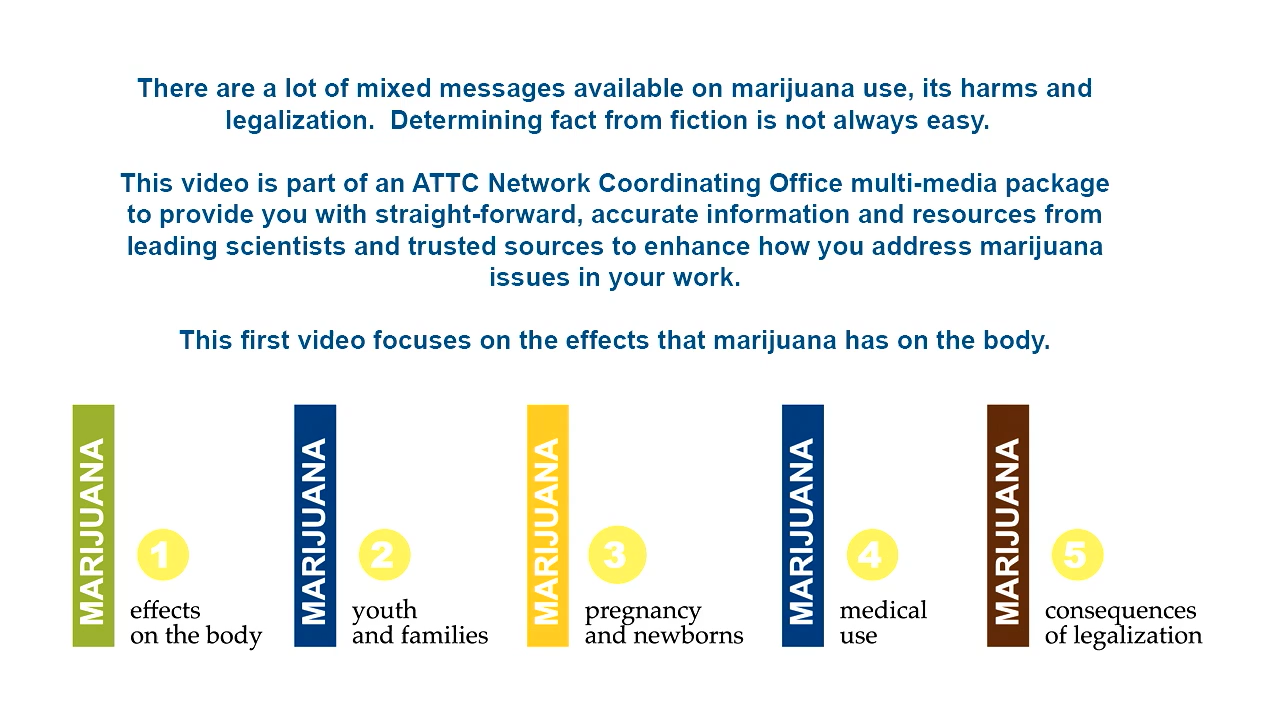 There are a lot of mixed messages available on marijuana use, its harms and
legalization.  Determining fact from fiction is not always easy.
This video is part of an ATTC Network Coordinating Office multi-media package
to provide you with straight-forward, accurate information and resources from
leading scientists and trusted sources to enhance how you address marijuana
issues in your work.
This first video focuses on the effects that marijuana has on the body.
MARIJUANA
1
effects
on the body
MARIJUANA
2
youth
and families
MARIJUANA
3
pregnancy
and newborns
MARIJUANA
4
medical
use
MARIJUANA
5
consequences
of legalization